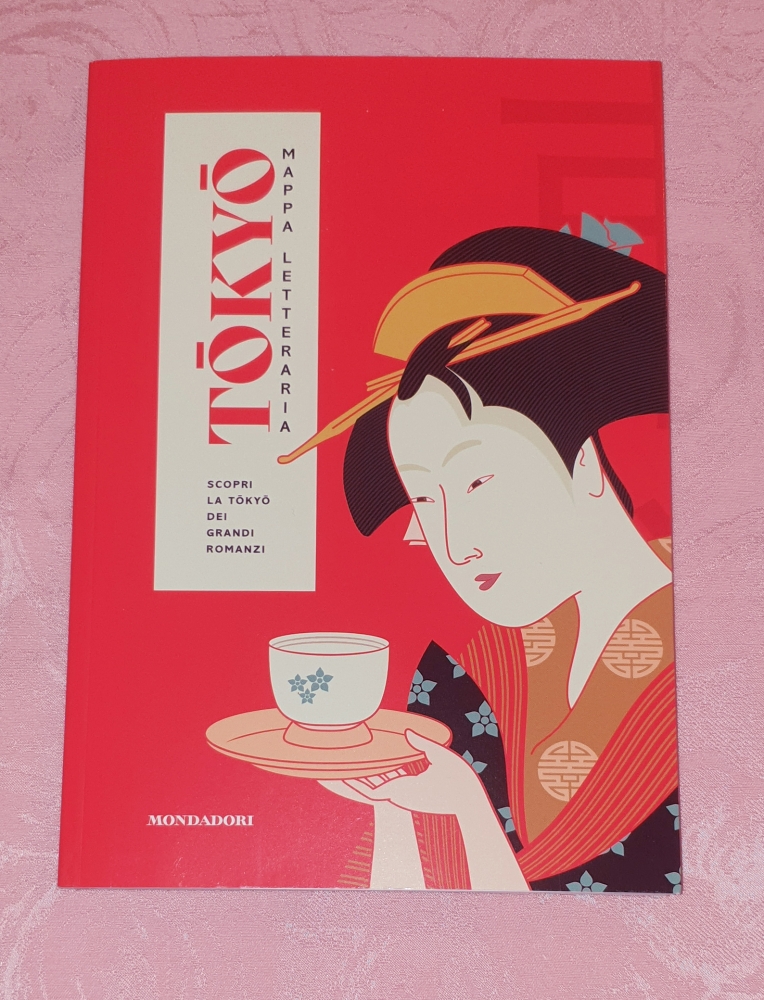 TŌKYŌ
MAPPA LETTERARIA
SCOPRI
LA TŌKYŌ
DEI
GRANDI
ROMANZI
MONDADORI